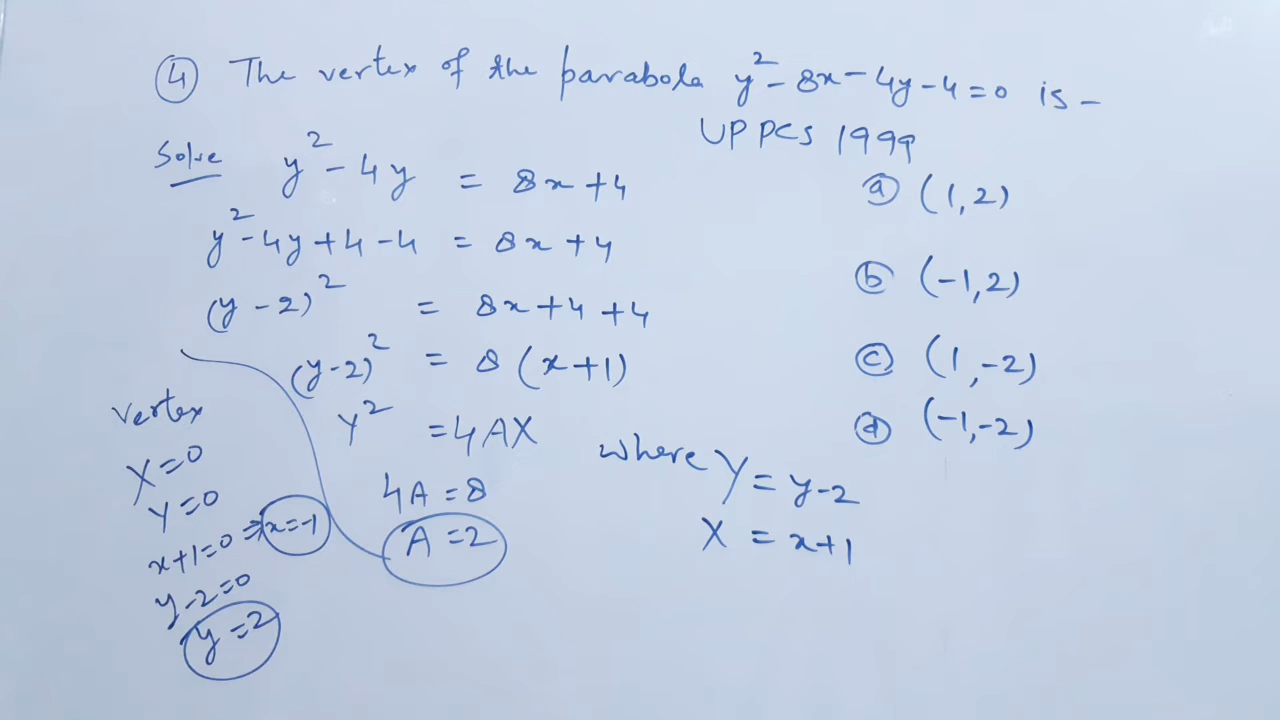 ④ The vertex of the parabola y² - 8x - 4y - 4 = 0 is -
UPPCS 1999
Solve y² - 4y = 8x + 4
y² - 4y + 4 - 4 = 8x + 4
(y - 2)² = 8x + 4 + 4
(y - 2)² = 8 (x + 1)
Y² = 4AX
where Y = y - 2
X = x + 1
4A = 8
A = 2
vertex
X = 0
Y = 0
x + 1 = 0 ⇒ x = -1
y - 2 = 0
y = 2
ⓐ (1, 2)
ⓑ (-1, 2)
ⓒ (1, -2)
ⓓ (-1, -2)